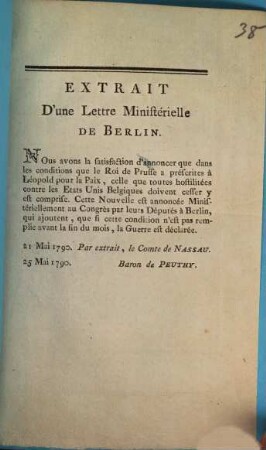 38
EXTRAIT
D'une Lettre Ministérielle
DE BERLIN.
NOus avons la satisfaction d'annoncer que dans
les conditions que le Roi de Prusse a préscrites à
Léopold pour la Paix, celle que toutes hostilités
contre les Etats Unis Belgiques doivent cesser y
est comprise. Cette Nouvelle est annoncée Minis-
tériellement au Congrès par leurs Députés à Berlin,
qui ajoutent, que si cette condition n'est pas rem-
plie avant la fin du mois, la Guerre est déclarée.
21 Mai 1790. Par extrait, le Comte de NASSAU.
25 Mai 1790. Baron de PEUTHY.